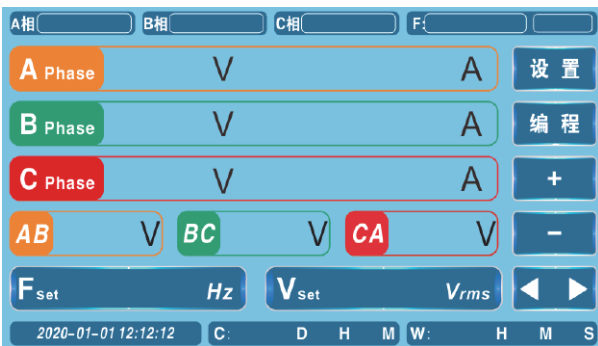 A相 B相 C相 F:
A Phase V A 设 置
B Phase V A 编 程
C Phase V A +
AB V BC V CA V −
Fset Hz Vset Vrms
2020-01-01 12:12:12 C: D H M W: H M S